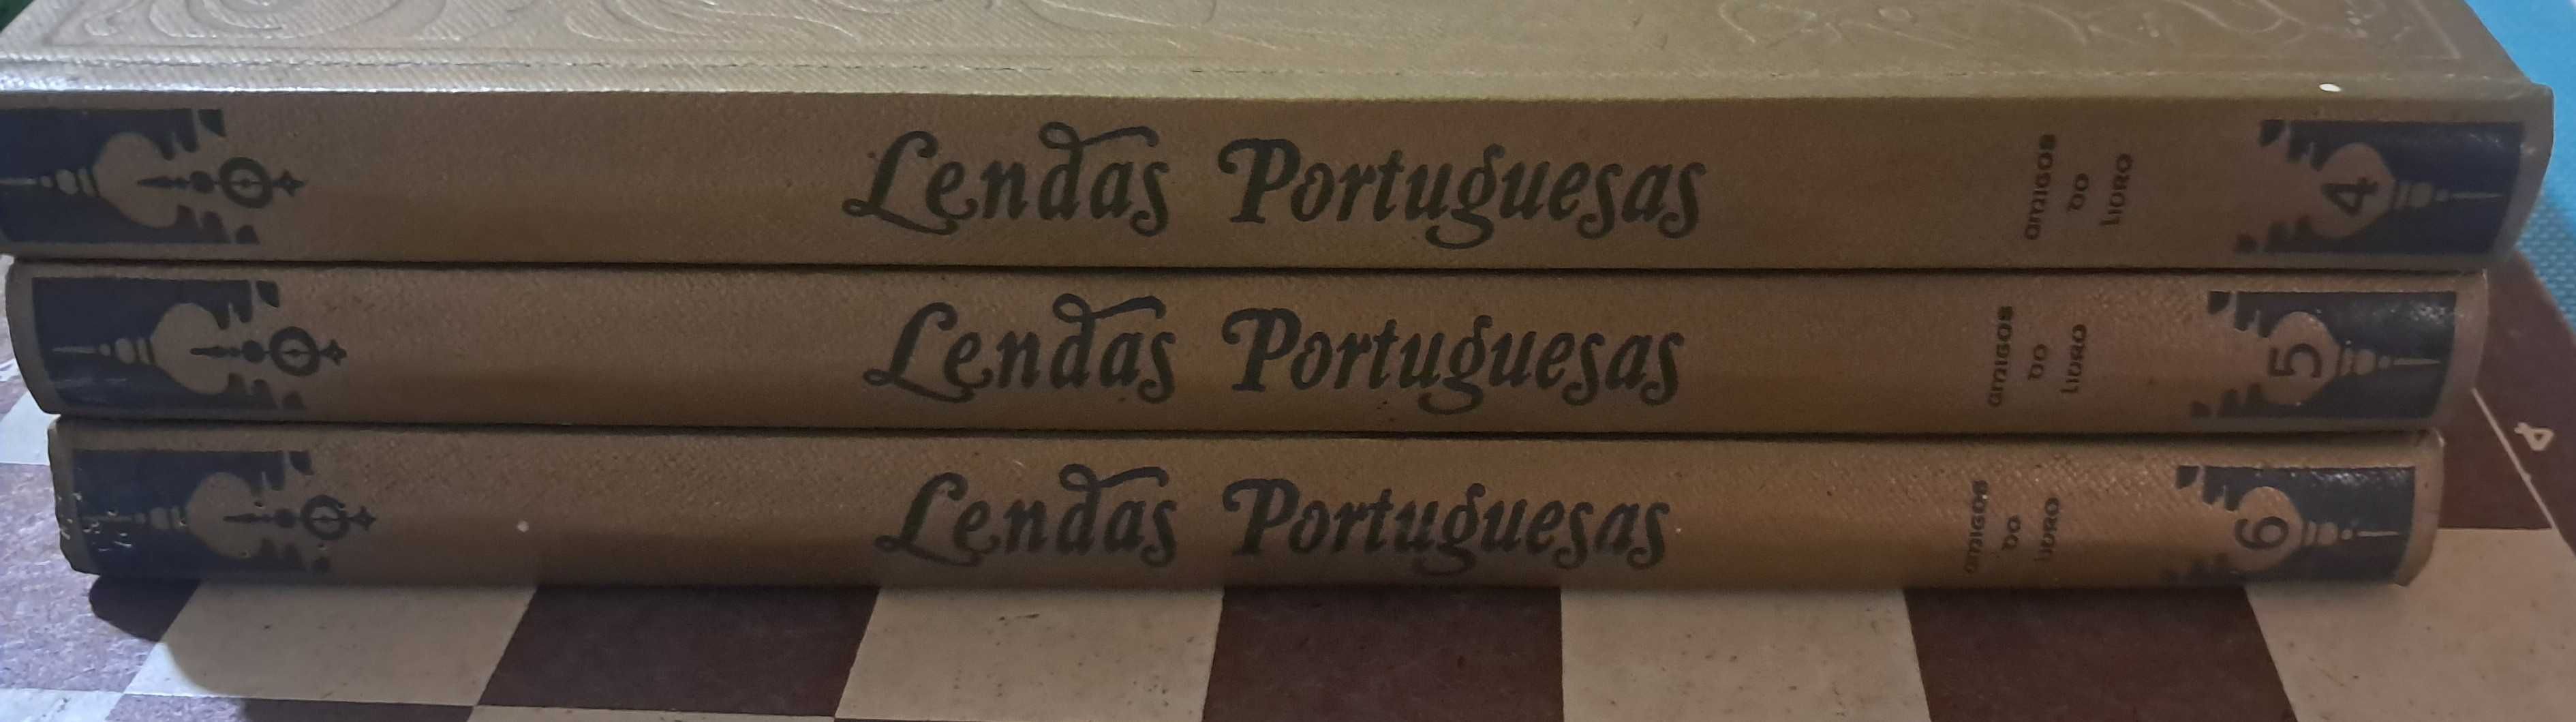 Lendas Portuguesas
amigos
do
livro
4
Lendas Portuguesas
amigos
do
livro
5
Lendas Portuguesas
amigos
do
livro
6
4